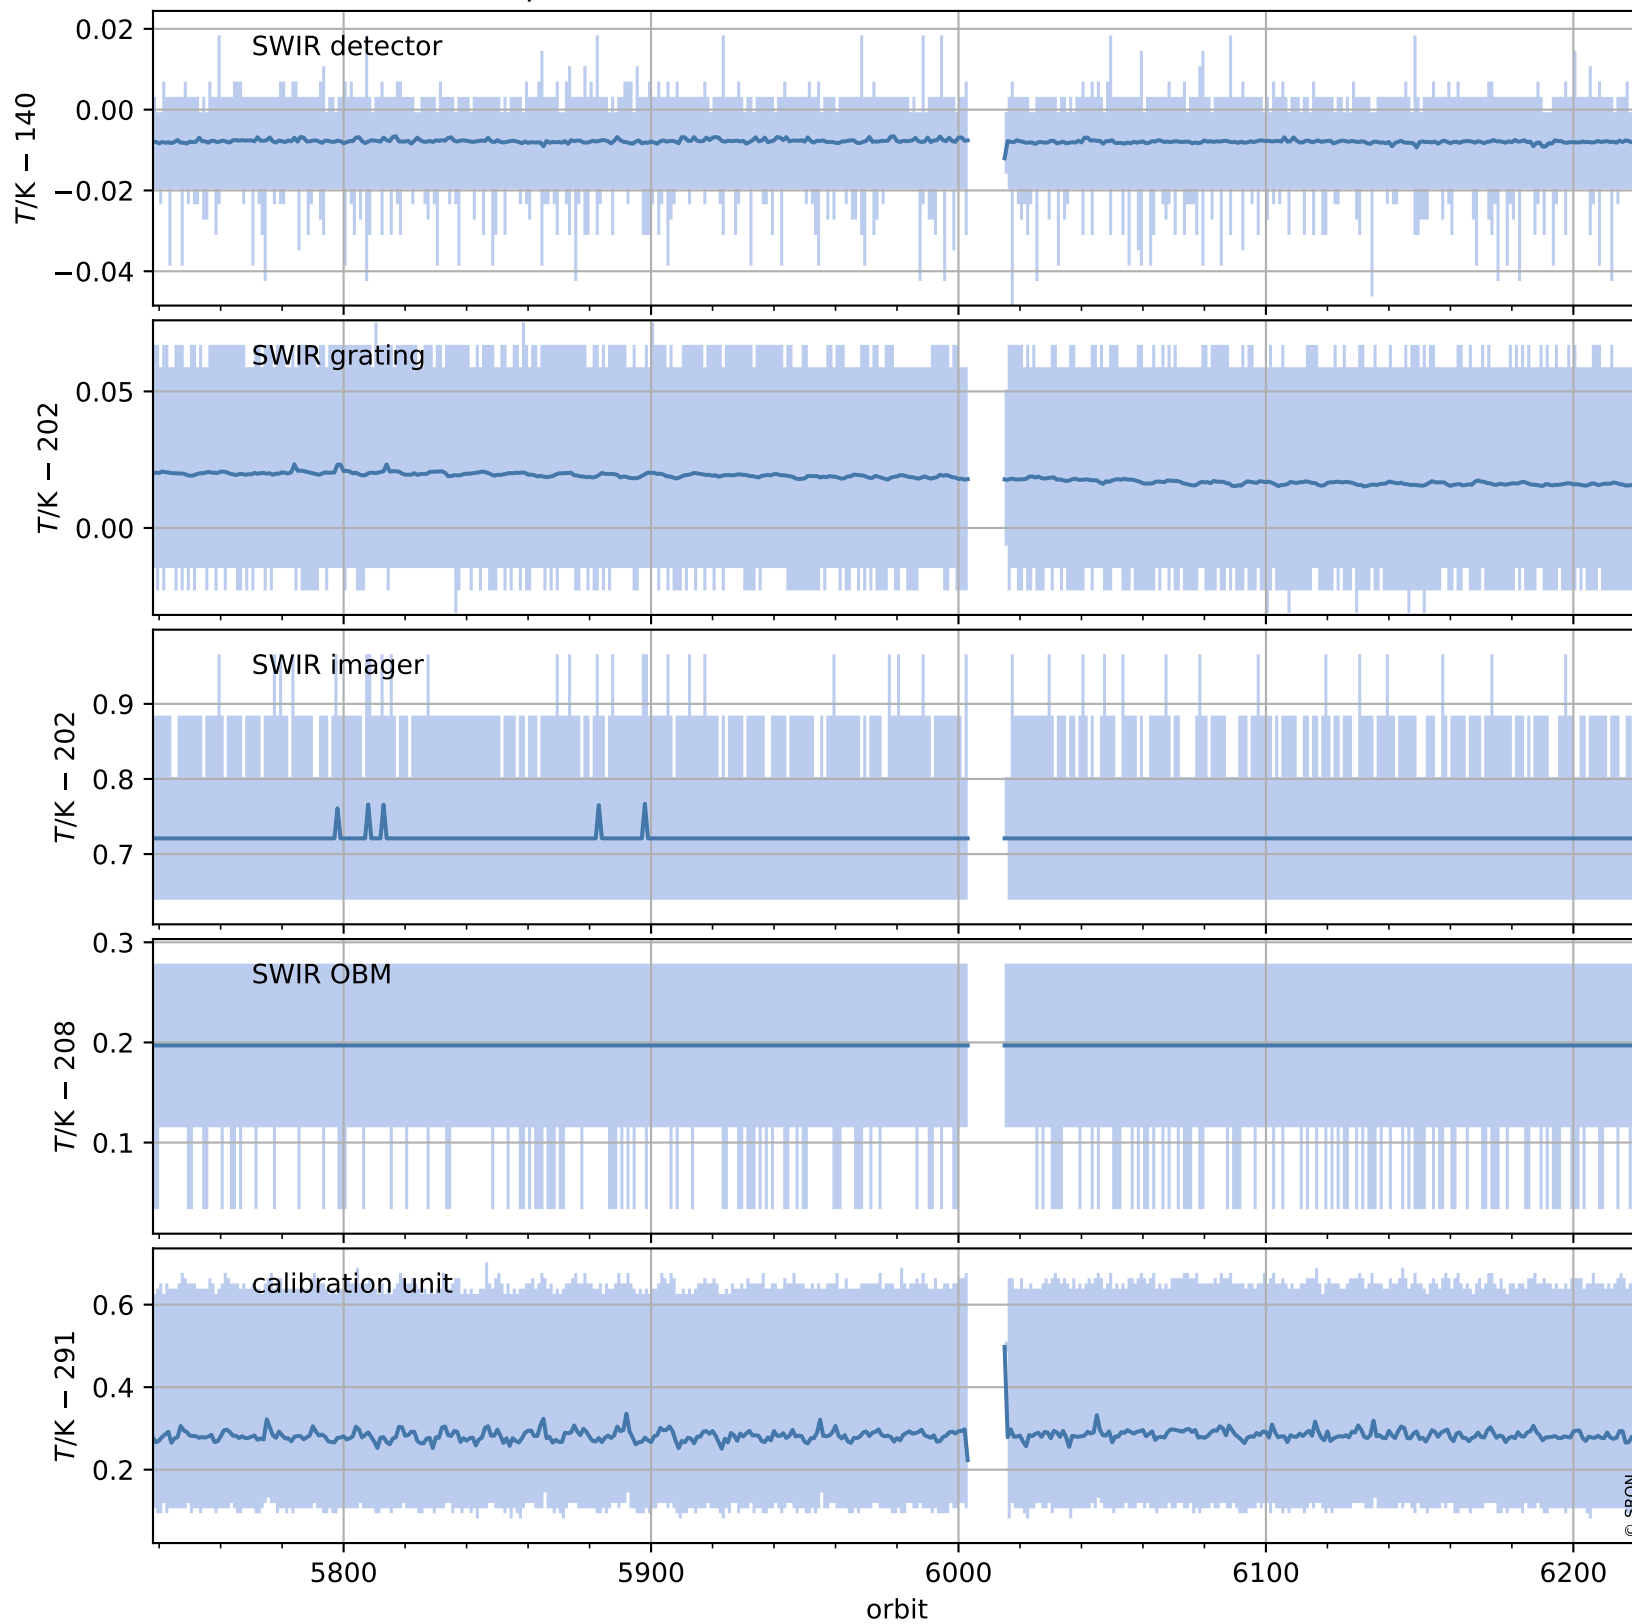 0.02
0.00
−0.02
−0.04
T/K − 140
SWIR detector
0.05
0.00
T/K − 202
SWIR grating
0.9
0.8
0.7
T/K − 202
SWIR imager
0.3
0.2
0.1
T/K − 208
SWIR OBM
0.6
0.4
0.2
T/K − 291
calibration unit
© SRON
5800 5900 6000 6100 6200
orbit